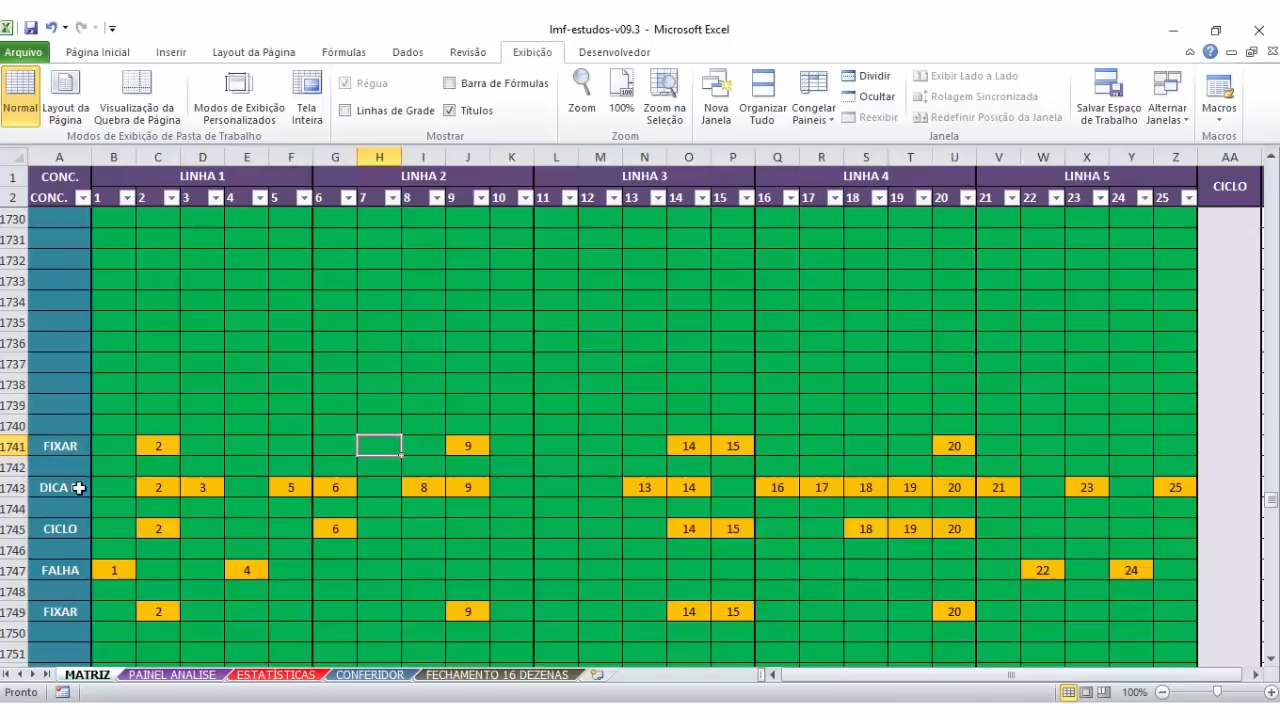 lmf-estudos-v09.3 - Microsoft Excel
Arquivo Página Inicial Inserir Layout da Página Fórmulas Dados Revisão Exibição Desenvolvedor
Normal Layout da Página Visualização da Quebra de Página Modos de Exibição Personalizados Tela Inteira
Régua Barra de Fórmulas
Linhas de Grade Títulos
Zoom 100% Zoom na Seleção
Nova Janela Organizar Tudo Congelar Painéis
Dividir
Ocultar
Reexibir
Exibir Lado a Lado
Rolagem Sincronizada
Redefinir Posição da Janela
Salvar Espaço de Trabalho Alternar Janelas Macros
Modos de Exibição de Pasta de Trabalho Mostrar Zoom Janela Macros
A B C D E F G H I J K L M N O P Q R S T U V W X Y Z AA
1 CONC. LINHA 1 LINHA 2 LINHA 3 LINHA 4 LINHA 5 CICLO
2 CONC. 1 2 3 4 5 6 7 8 9 10 11 12 13 14 15 16 17 18 19 20 21 22 23 24 25
1730
1731
1732
1733
1734
1735
1736
1737
1738
1739
1740
1741 FIXAR 2 9 14 15 20
1742
1743 DICA 2 3 5 6 8 9 13 14 16 17 18 19 20 21 23 25
1744
1745 CICLO 2 6 14 15 18 19 20
1746
1747 FALHA 1 4 22 24
1748
1749 FIXAR 2 9 14 15 20
1750
1751
MATRIZ PAINEL ANALISE ESTATÍSTICAS CONFERIDOR FECHAMENTO 16 DEZENAS
Pronto 100%